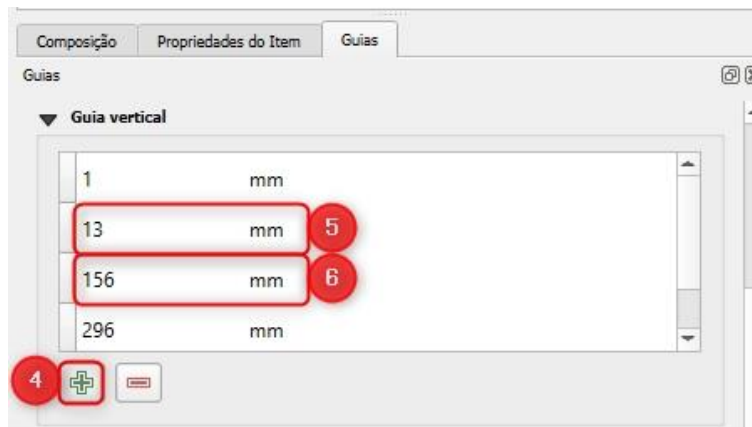 Composição Propriedades do Item Guias
Guias
Guia vertical
1 mm
13 mm 5
156 mm 6
296 mm
4